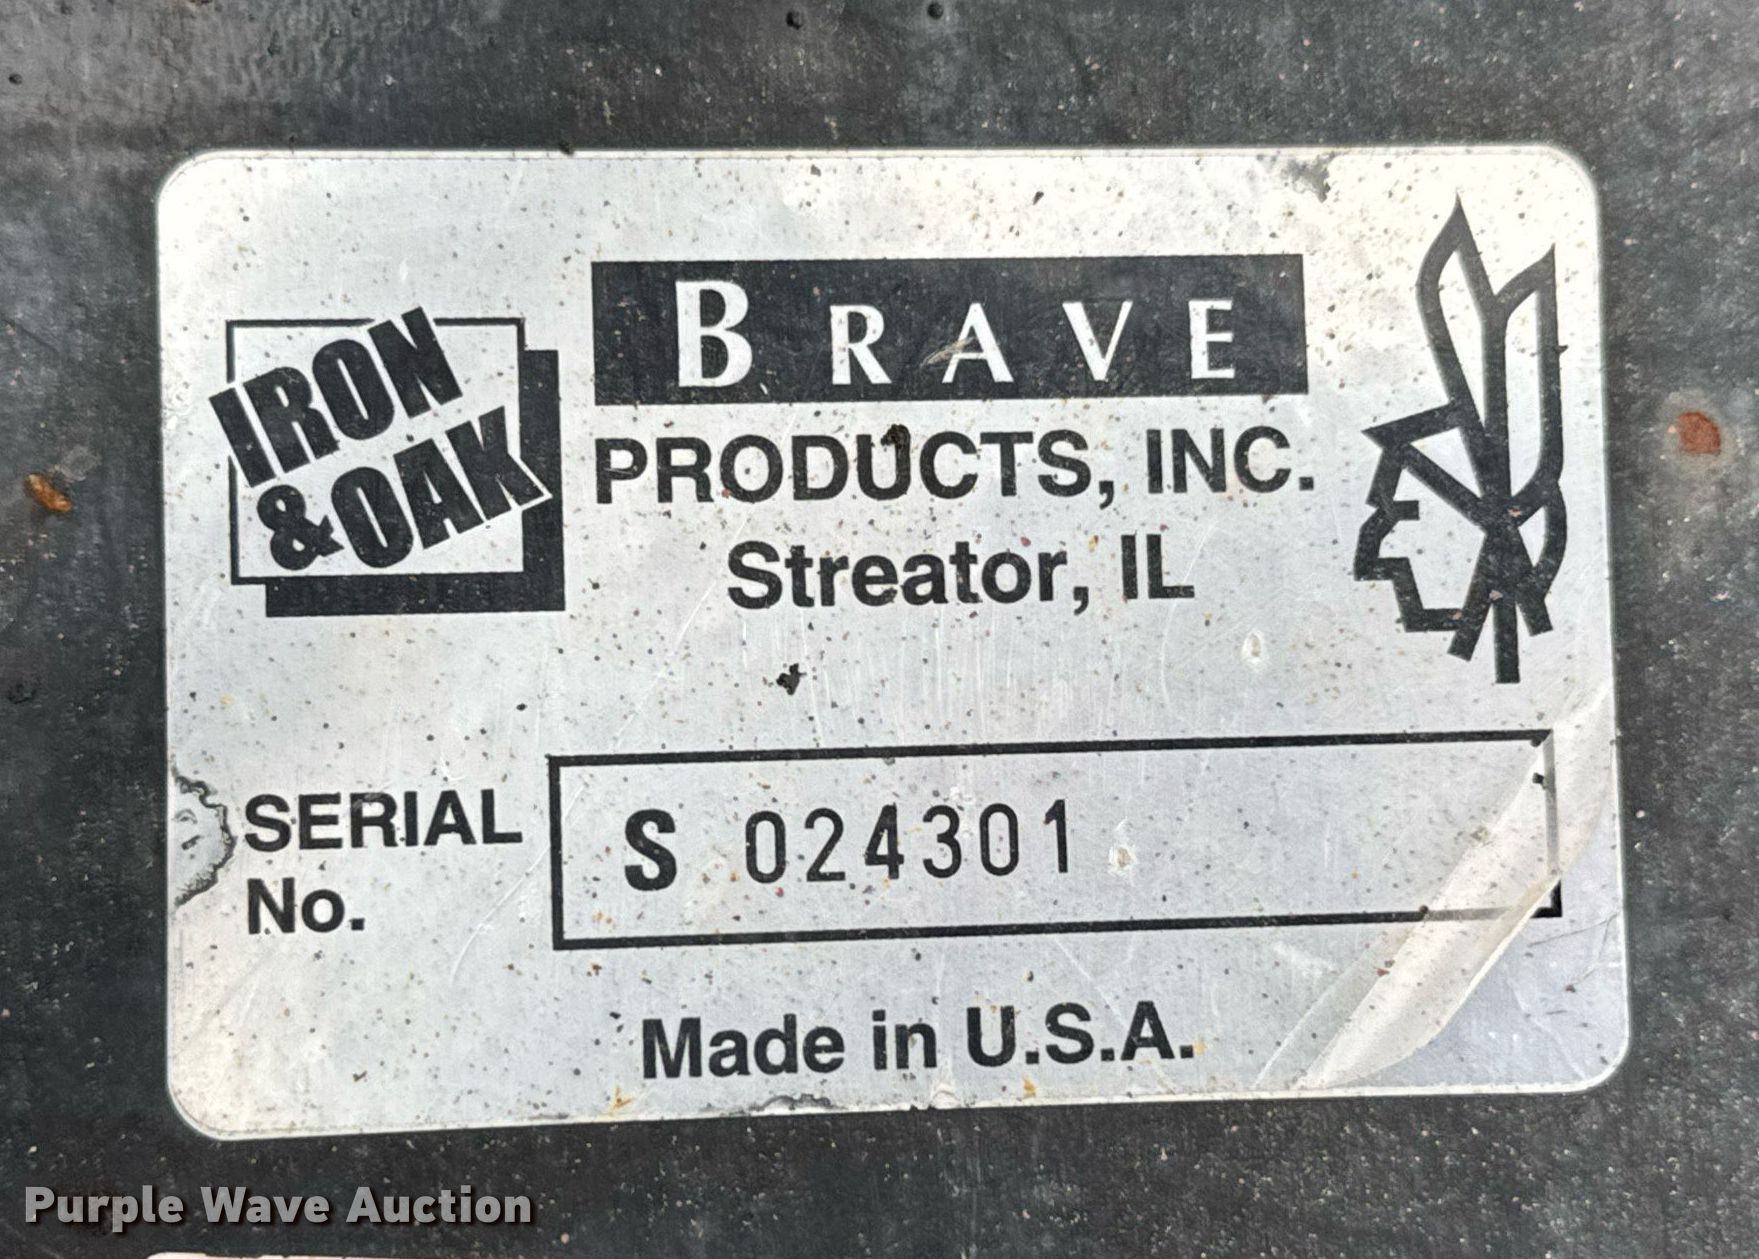 IRON
& OAK
BRAVE
PRODUCTS, INC.
Streator, IL
SERIAL
No.
S 024301
Made in U.S.A.
Purple Wave Auction